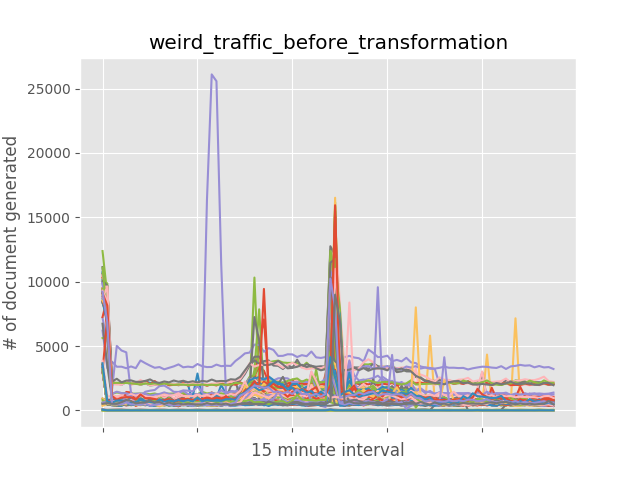 weird_traffic_before_transformation
25000
20000
15000
10000
5000
0
# of document generated
15 minute interval